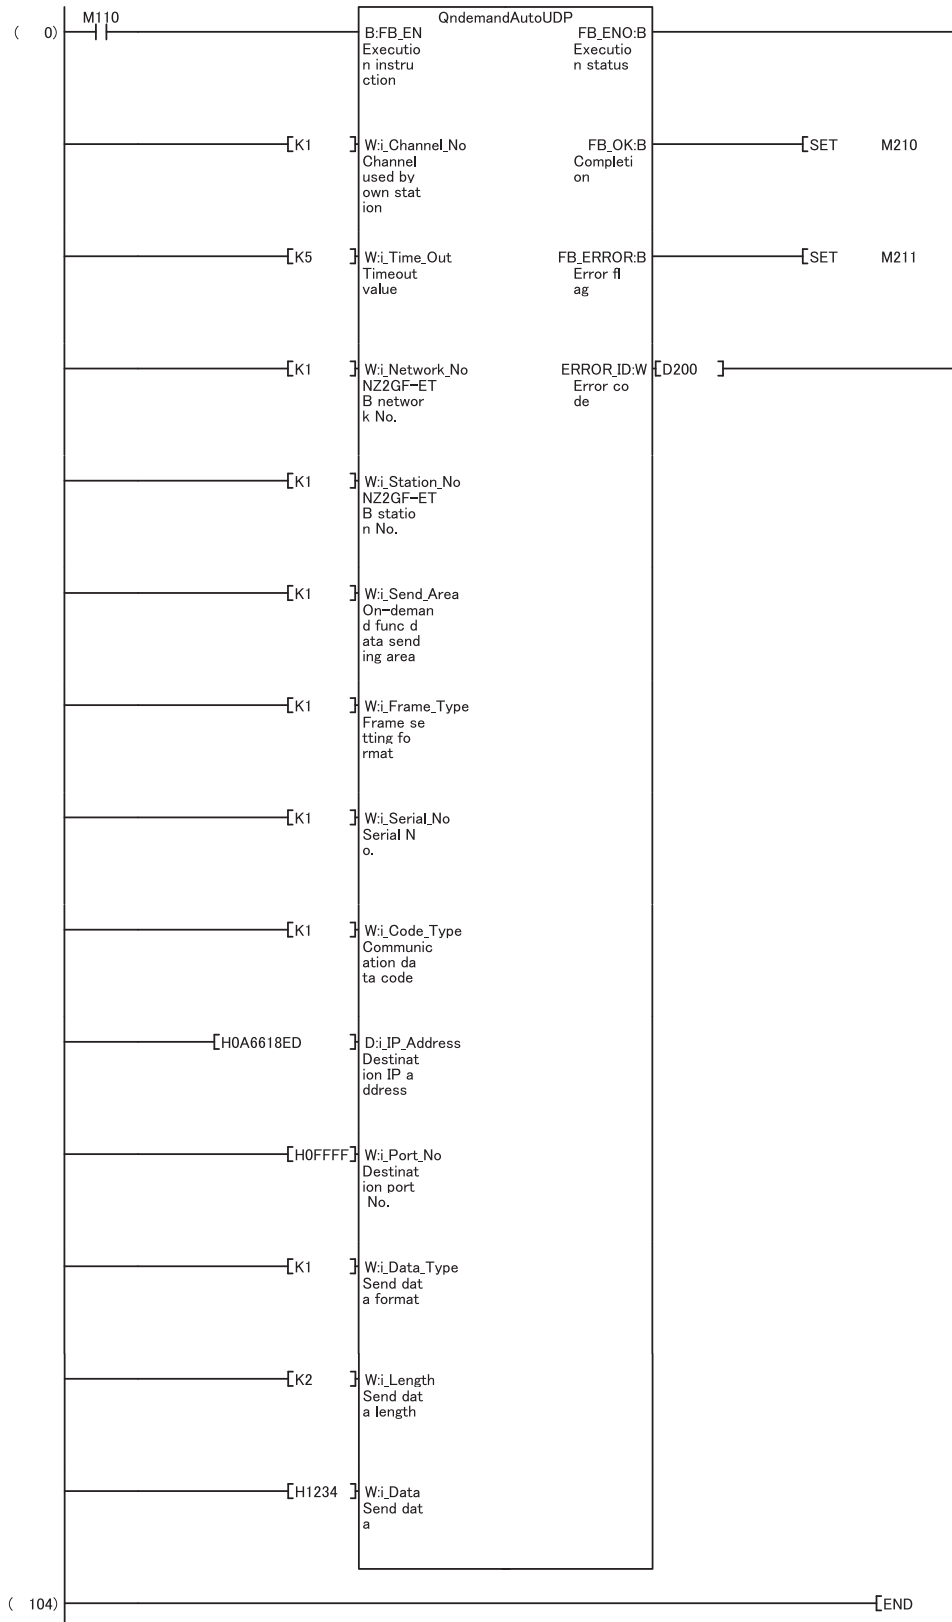 M110
QndemandAutoUDP
( 0)
B:FB_EN FB_ENO:B
Executio Executio
n instru n status
ction
[K1 ] W:i_Channel_No FB_OK:B [SET M210
Channel Completi
used by on
own stat
ion
[K5 ] W:i_Time_Out FB_ERROR:B [SET M211
Timeout Error fl
value ag
[K1 ] W:i_Network_No ERROR_ID:W [D200 ]
NZ2GF-ET Error co
B networ de
k No.
[K1 ] W:i_Station_No
NZ2GF-ET
B statio
n No.
[K1 ] W:i_Send_Area
On-deman
d func d
ata send
ing area
[K1 ] W:i_Frame_Type
Frame se
tting fo
rmat
[K1 ] W:i_Serial_No
Serial N
o.
[K1 ] W:i_Code_Type
Communic
ation da
ta code
[H0A6618ED ] D:i_IP_Address
Destinat
ion IP a
ddress
[H0FFFF] W:i_Port_No
Destinat
ion port
No.
[K1 ] W:i_Data_Type
Send dat
a format
[K2 ] W:i_Length
Send dat
a length
[H1234 ] W:i_Data
Send dat
a
( 104) [END